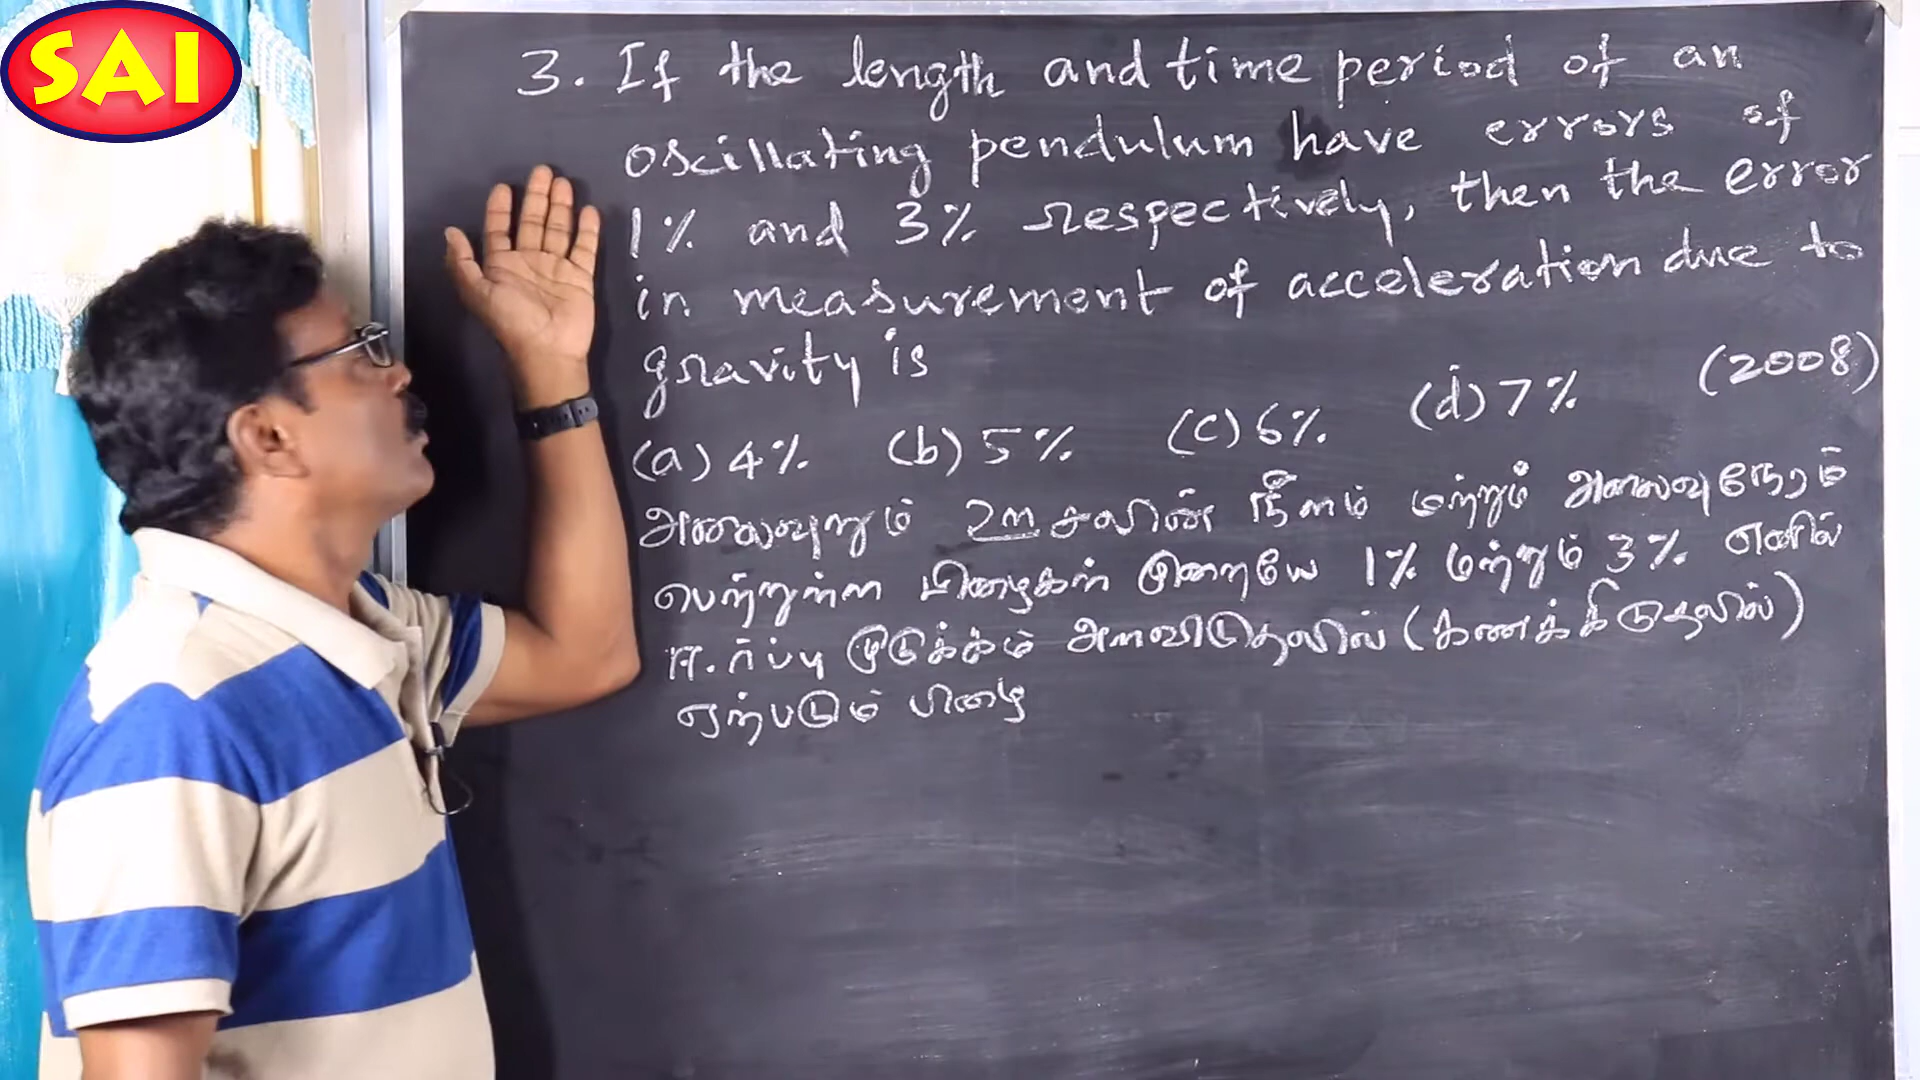 SAI
3. If the length and time period of an
oscillating pendulum have errors of
1% and 3% respectively, then the error
in measurement of acceleration due to
gravity is
(a) 4% (b) 5% (c) 6% (d) 7% (2008)
அலைவுறும் ஊசலின் நீளம் மற்றும் அலைவுநேரம்
பெற்றுள்ள பிழைகள் முறையே 1% மற்றும் 3% எனில்
ஈர்ப்பு முடுக்கம் அளவிடுதலில் (கணக்கிடுதலில்)
ஏற்படும் பிழை